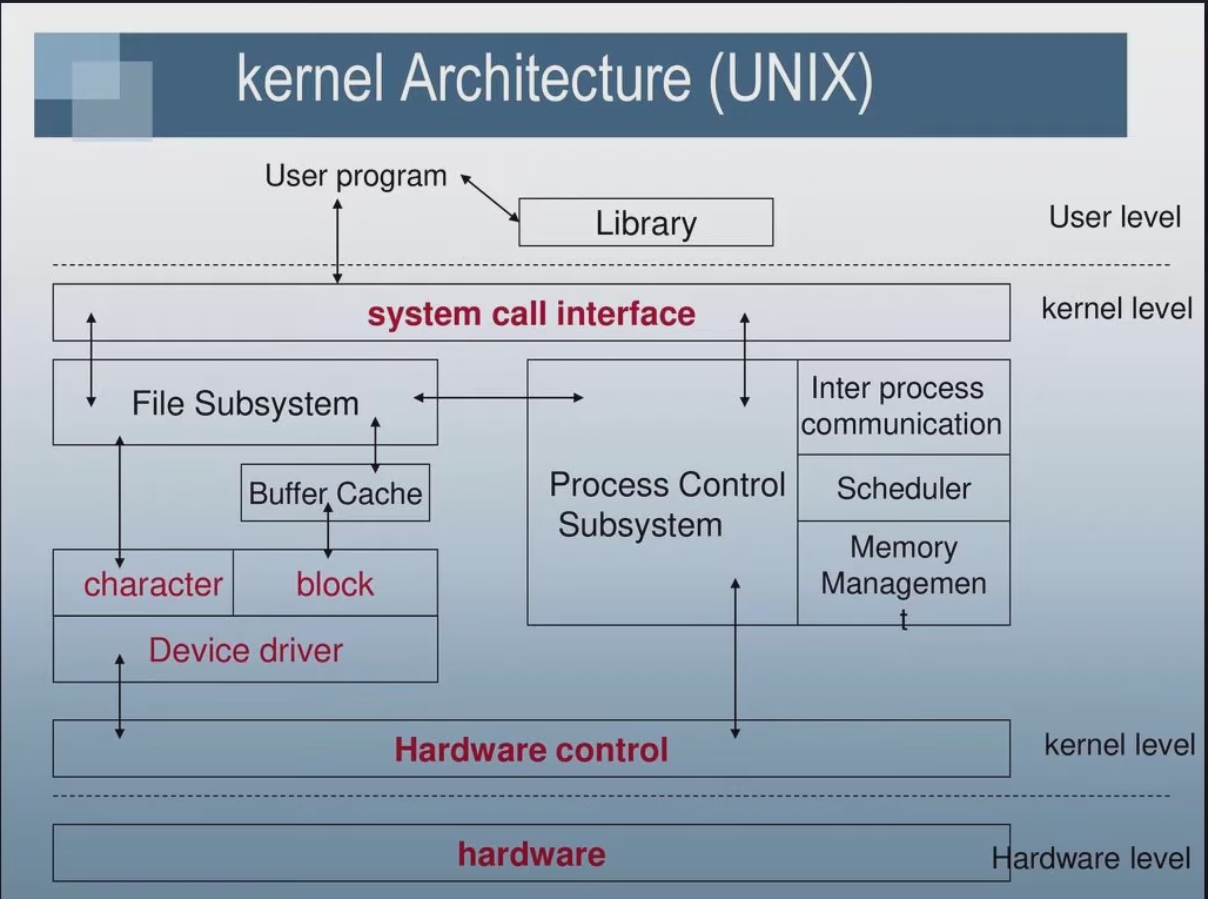 kernel Architecture (UNIX)
User program
Library
User level
system call interface
kernel level
File Subsystem
Inter process
communication
Buffer Cache
Process Control
Subsystem
Scheduler
Memory
Managemen
t
character
block
Device driver
Hardware control
kernel level
hardware
Hardware level